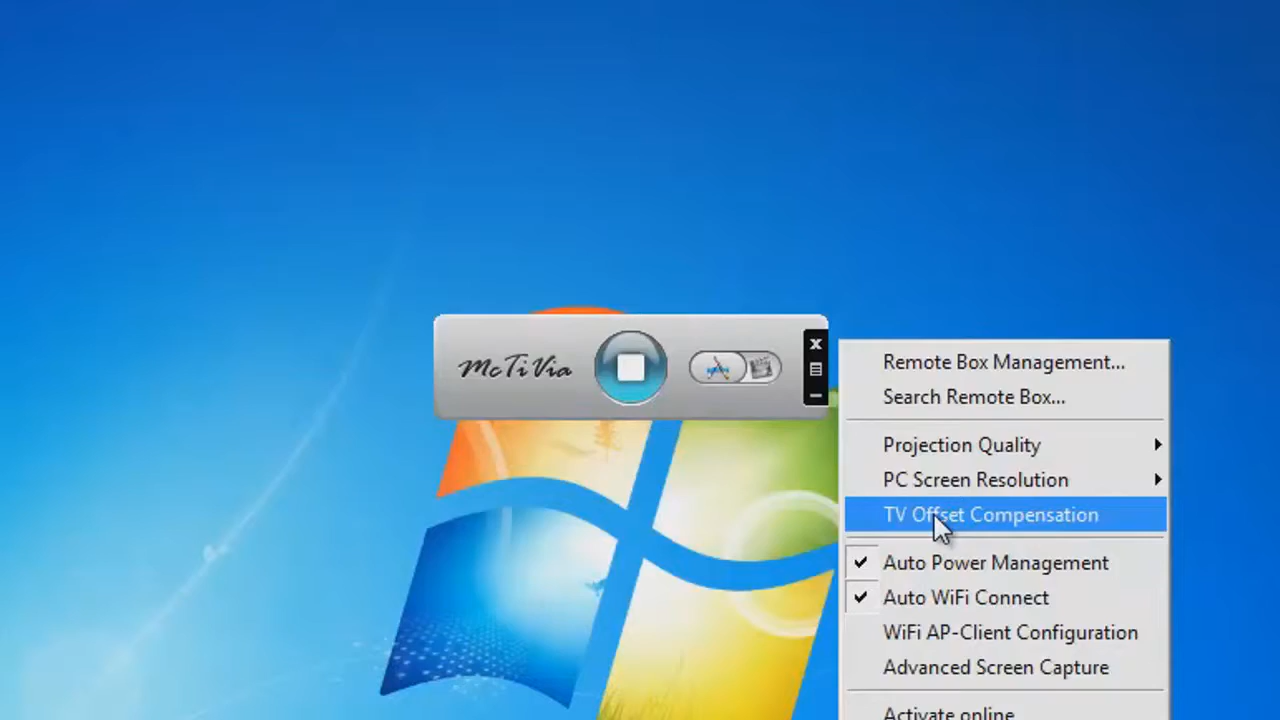 McTiVia
X
Remote Box Management...
Search Remote Box...
Projection Quality
PC Screen Resolution
TV Offset Compensation
Auto Power Management
Auto WiFi Connect
WiFi AP-Client Configuration
Advanced Screen Capture
Activate online